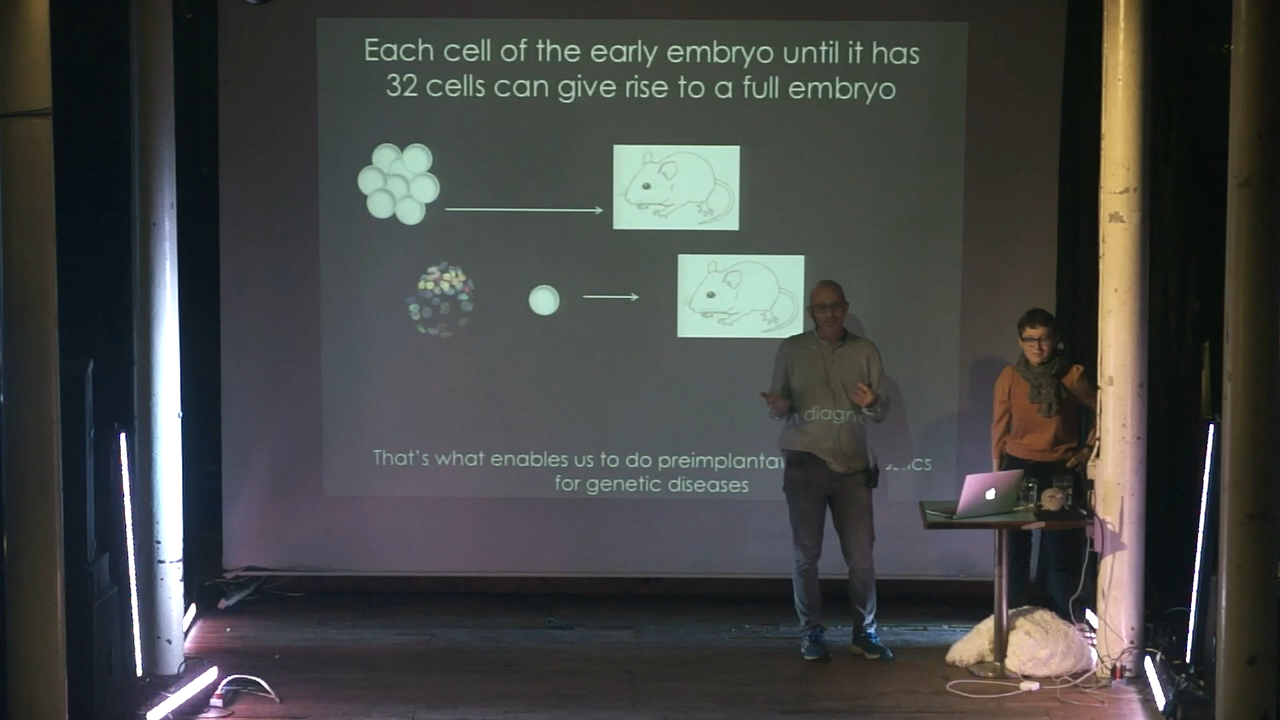 Each cell of the early embryo until it has
32 cells can give rise to a full embryo
That's what enables us to do
for genetic diseases